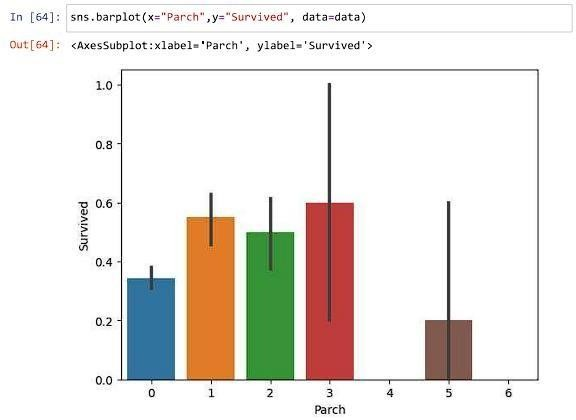 In [64]: sns.barplot(x="Parch",y="Survived", data=data)
Out[64]: <AxesSubplot:xlabel='Parch', ylabel='Survived'>
1.0
0.8
0.6
0.4
0.2
0.0
Survived
0 1 2 3 4 5 6
Parch